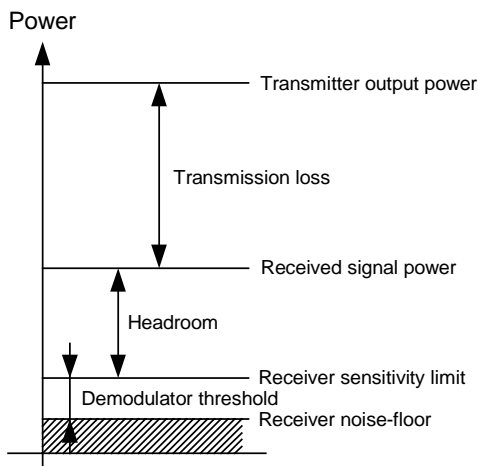 Power
Transmitter output power
Transmission loss
Received signal power
Headroom
Receiver sensitivity limit
Demodulator threshold
Receiver noise-floor